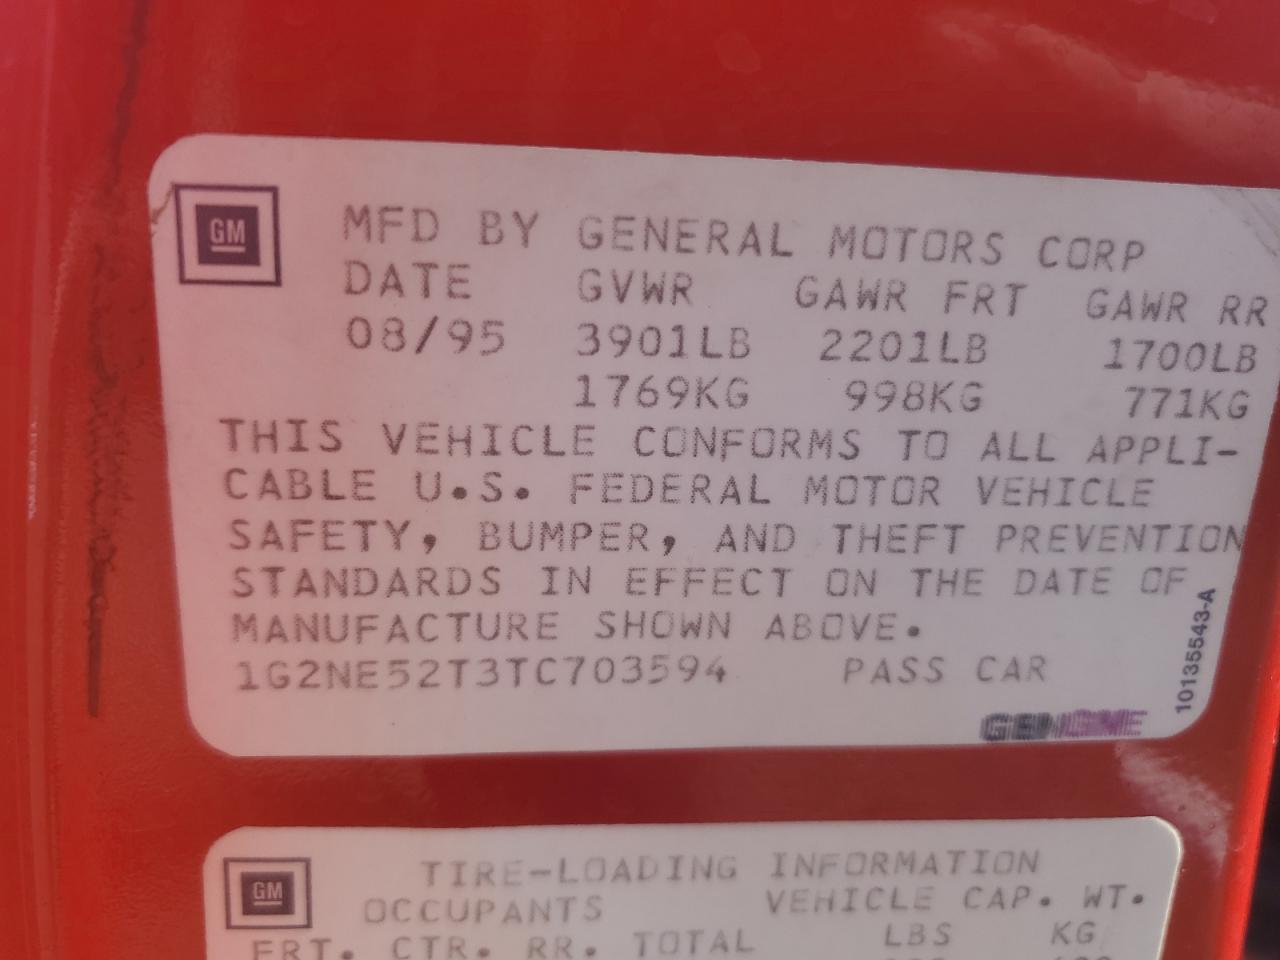 GM
MFD BY GENERAL MOTORS CORP
DATE GVWR GAWR FRT GAWR RR
08/95 3901LB 2201LB 1700LB
1769KG 998KG 771KG
THIS VEHICLE CONFORMS TO ALL APPLI-
CABLE U.S. FEDERAL MOTOR VEHICLE
SAFETY, BUMPER, AND THEFT PREVENTION
STANDARDS IN EFFECT ON THE DATE OF
MANUFACTURE SHOWN ABOVE.
1G2NE52T3TC703594 PASS CAR
10135543-A
GENUINE
GM
TIRE-LOADING INFORMATION
OCCUPANTS VEHICLE CAP. WT.
FRT. CTR. RR. TOTAL LBS KG